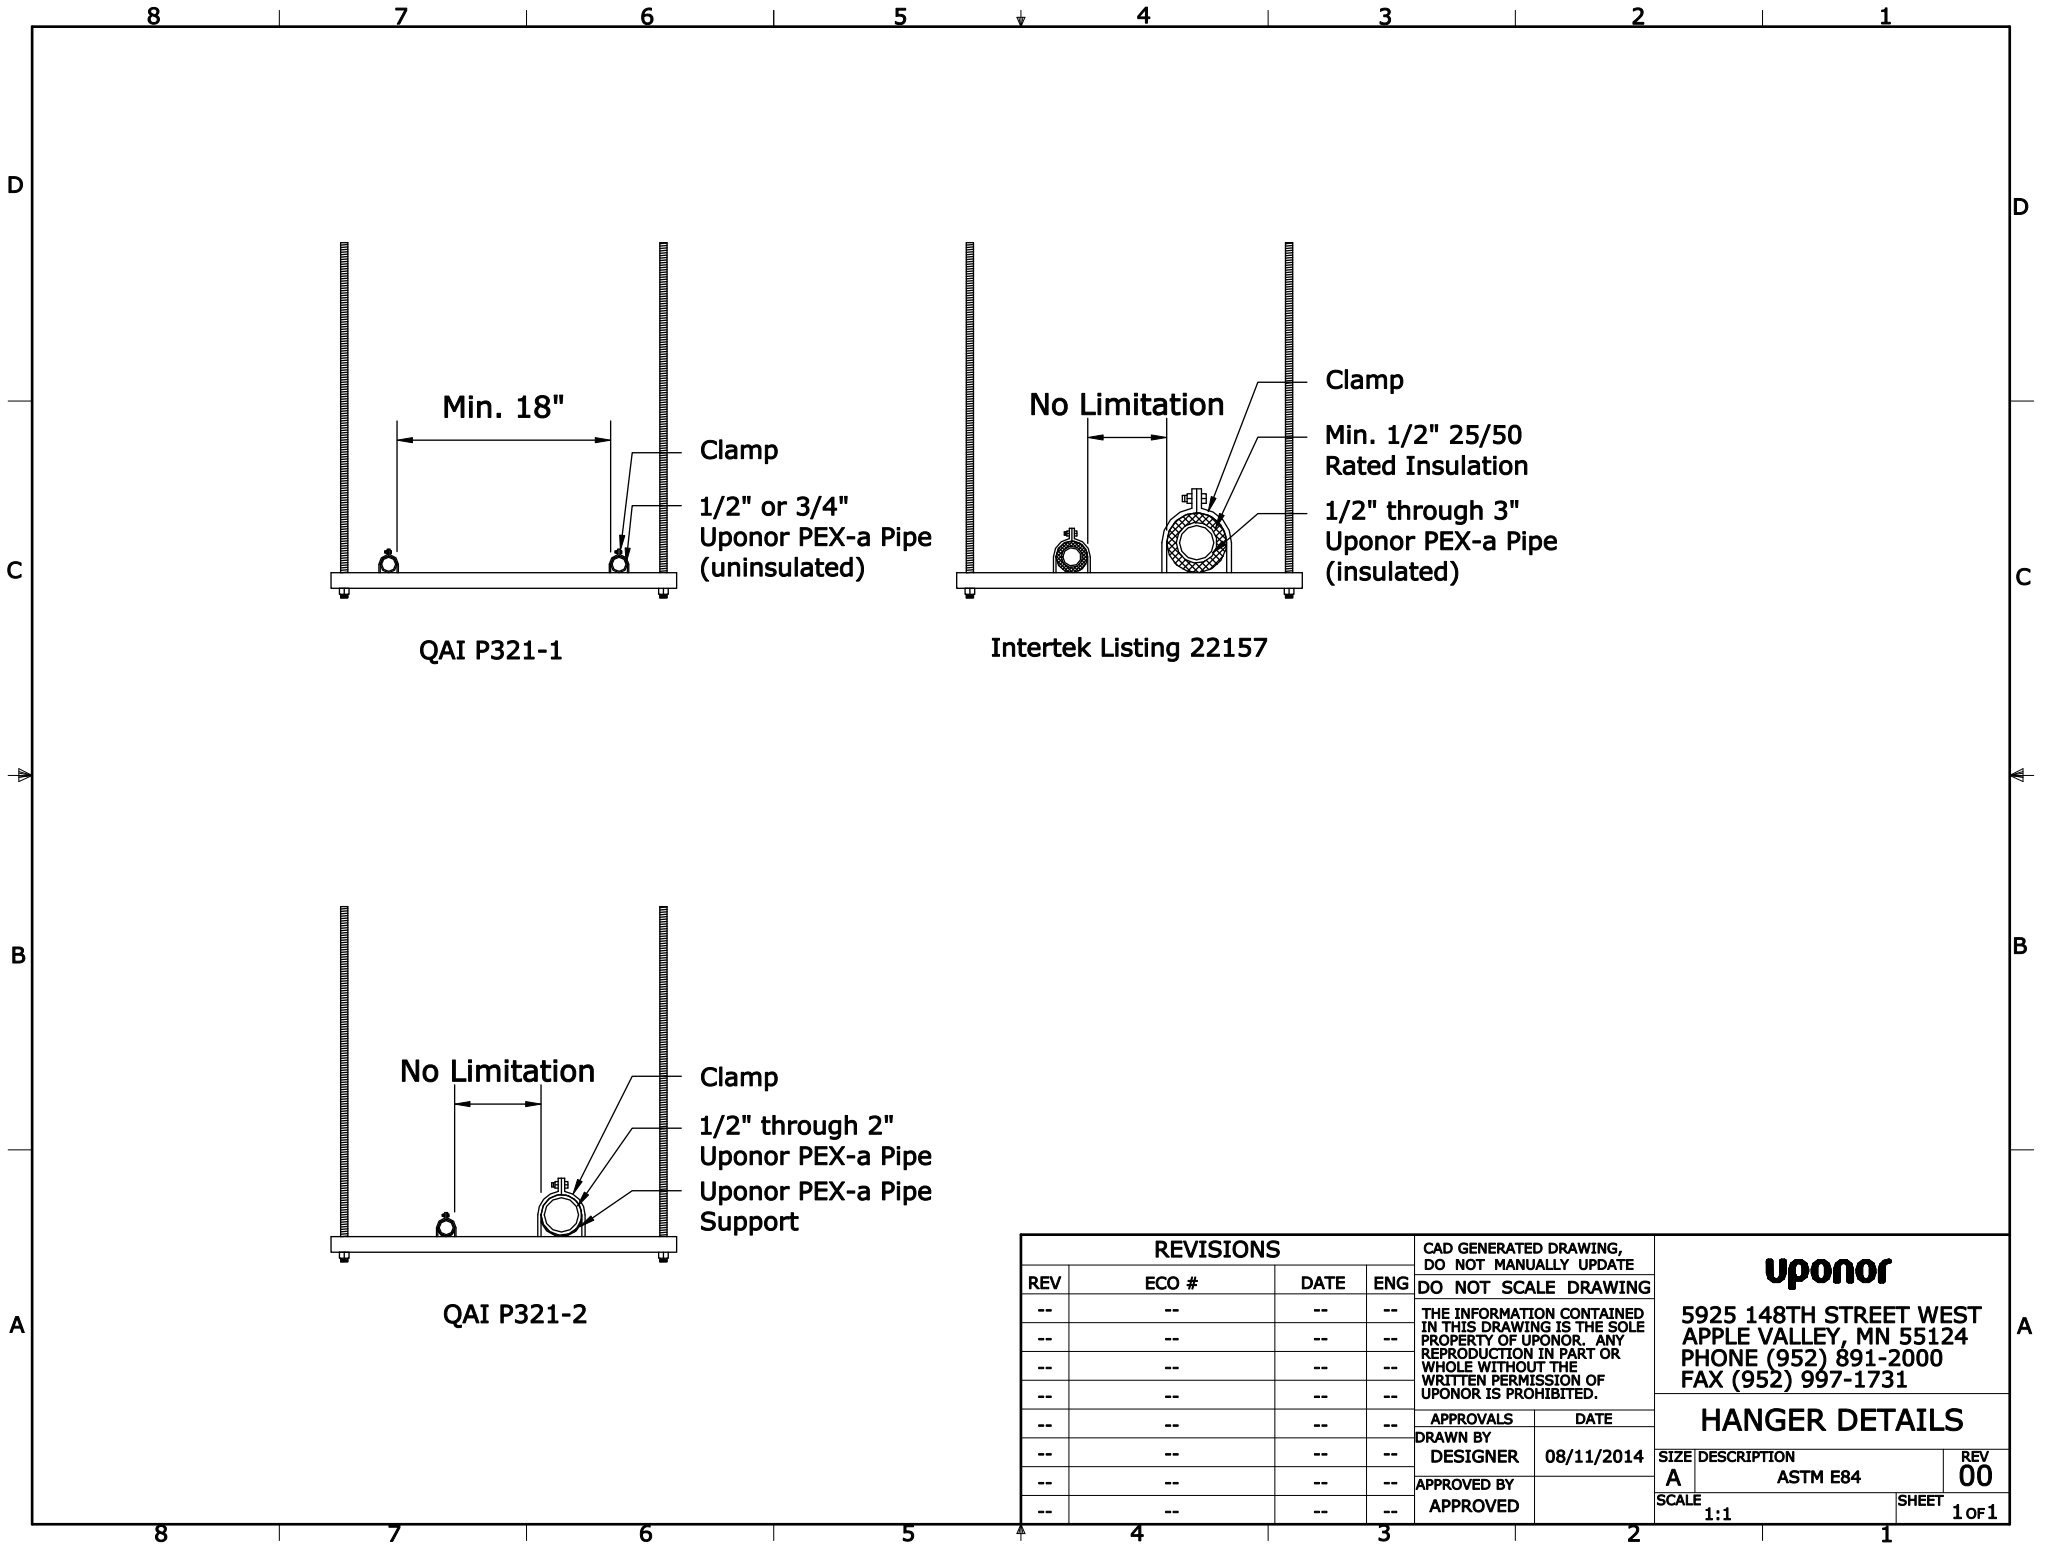 8 7 6 5 4 3 2 1
D
D
Min. 18"
Clamp
1/2" or 3/4"
Uponor PEX-a Pipe
(uninsulated)
QAI P321-1
No Limitation
Clamp
Min. 1/2" 25/50
Rated Insulation
1/2" through 3"
Uponor PEX-a Pipe
(insulated)
Intertek Listing 22157
C
C
B
B
No Limitation
Clamp
1/2" through 2"
Uponor PEX-a Pipe
Uponor PEX-a Pipe
Support
QAI P321-2
A
A
REVISIONS
REV ECO # DATE ENG
-- -- -- --
-- -- -- --
-- -- -- --
-- -- -- --
-- -- -- --
-- -- -- --
-- -- -- --
-- -- -- --
CAD GENERATED DRAWING,
DO NOT MANUALLY UPDATE
DO NOT SCALE DRAWING
THE INFORMATION CONTAINED
IN THIS DRAWING IS THE SOLE
PROPERTY OF UPONOR. ANY
REPRODUCTION IN PART OR
WHOLE WITHOUT THE
WRITTEN PERMISSION OF
UPONOR IS PROHIBITED.
APPROVALS DATE
DRAWN BY
DESIGNER 08/11/2014
APPROVED BY
APPROVED
uponor
5925 148TH STREET WEST
APPLE VALLEY, MN 55124
PHONE (952) 891-2000
FAX (952) 997-1731
HANGER DETAILS
SIZE DESCRIPTION REV
A ASTM E84 00
SCALE 1:1 SHEET 1 OF 1
8 7 6 5 4 3 2 1